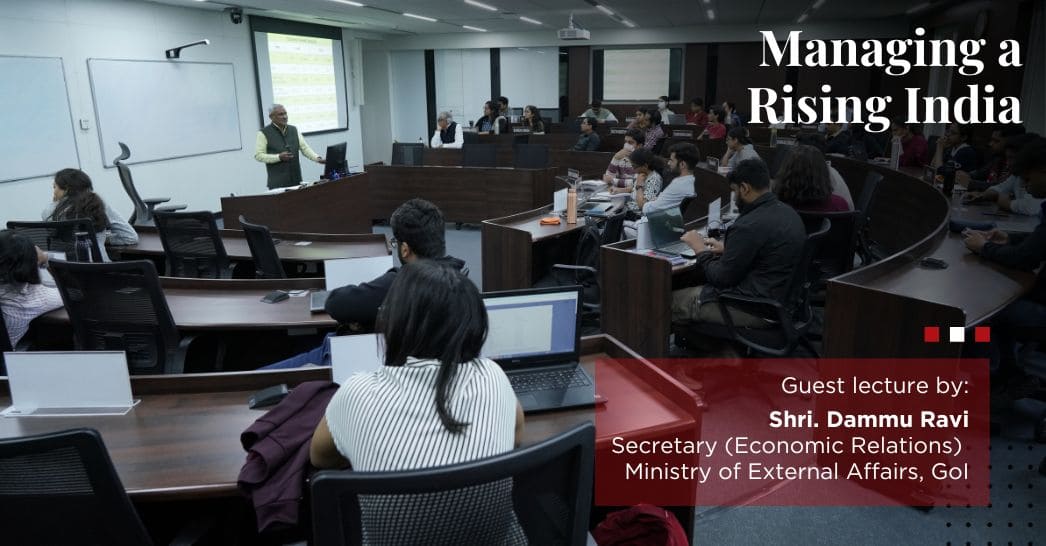 Managing a
Rising India
Guest lecture by:
Shri. Dammu Ravi
Secretary (Economic Relations)
Ministry of External Affairs, GoI